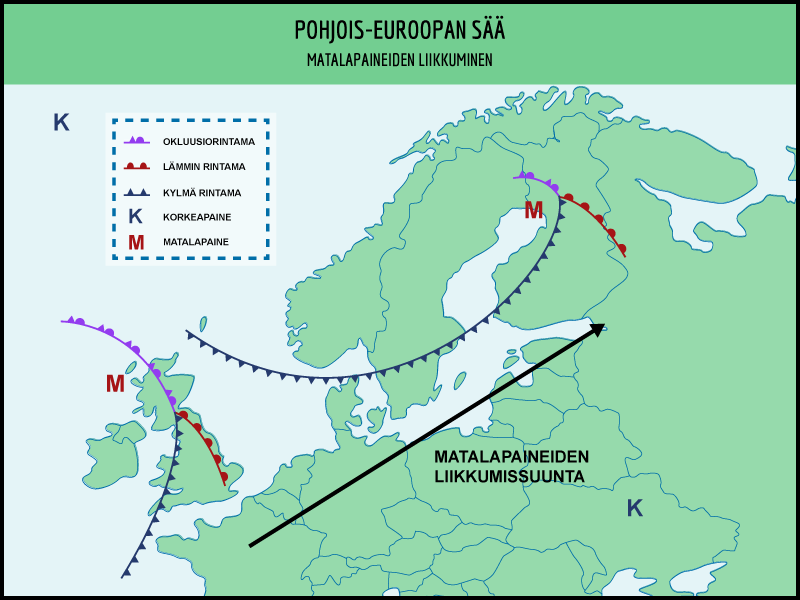 POHJOIS-EUROOPAN SÄÄ
MATALAPAINEIDEN LIIKKUMINEN
K
OKLUUSIORINTAMA
LÄMMIN RINTAMA
KYLMÄ RINTAMA
K KORKEAPAINE
M MATALAPAINE
M
M
MATALAPAINEIDEN
LIIKKUMISSUUNTA
K